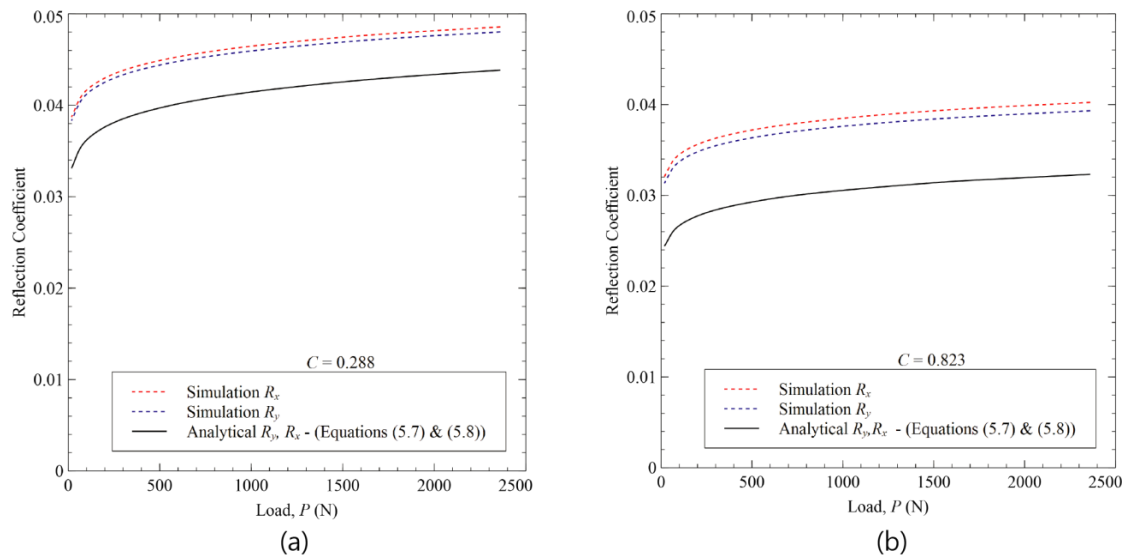 0.05
0.04
0.03
0.02
0.01
0
Reflection Coefficient
C = 0.288
Simulation Rx
Simulation Ry
Analytical Ry, Rx - (Equations (5.7) & (5.8))
0 500 1000 1500 2000 2500
Load, P (N)
(a)
0.05
0.04
0.03
0.02
0.01
0
Reflection Coefficient
C = 0.823
Simulation Rx
Simulation Ry
Analytical Ry,Rx - (Equations (5.7) & (5.8))
0 500 1000 1500 2000 2500
Load, P (N)
(b)